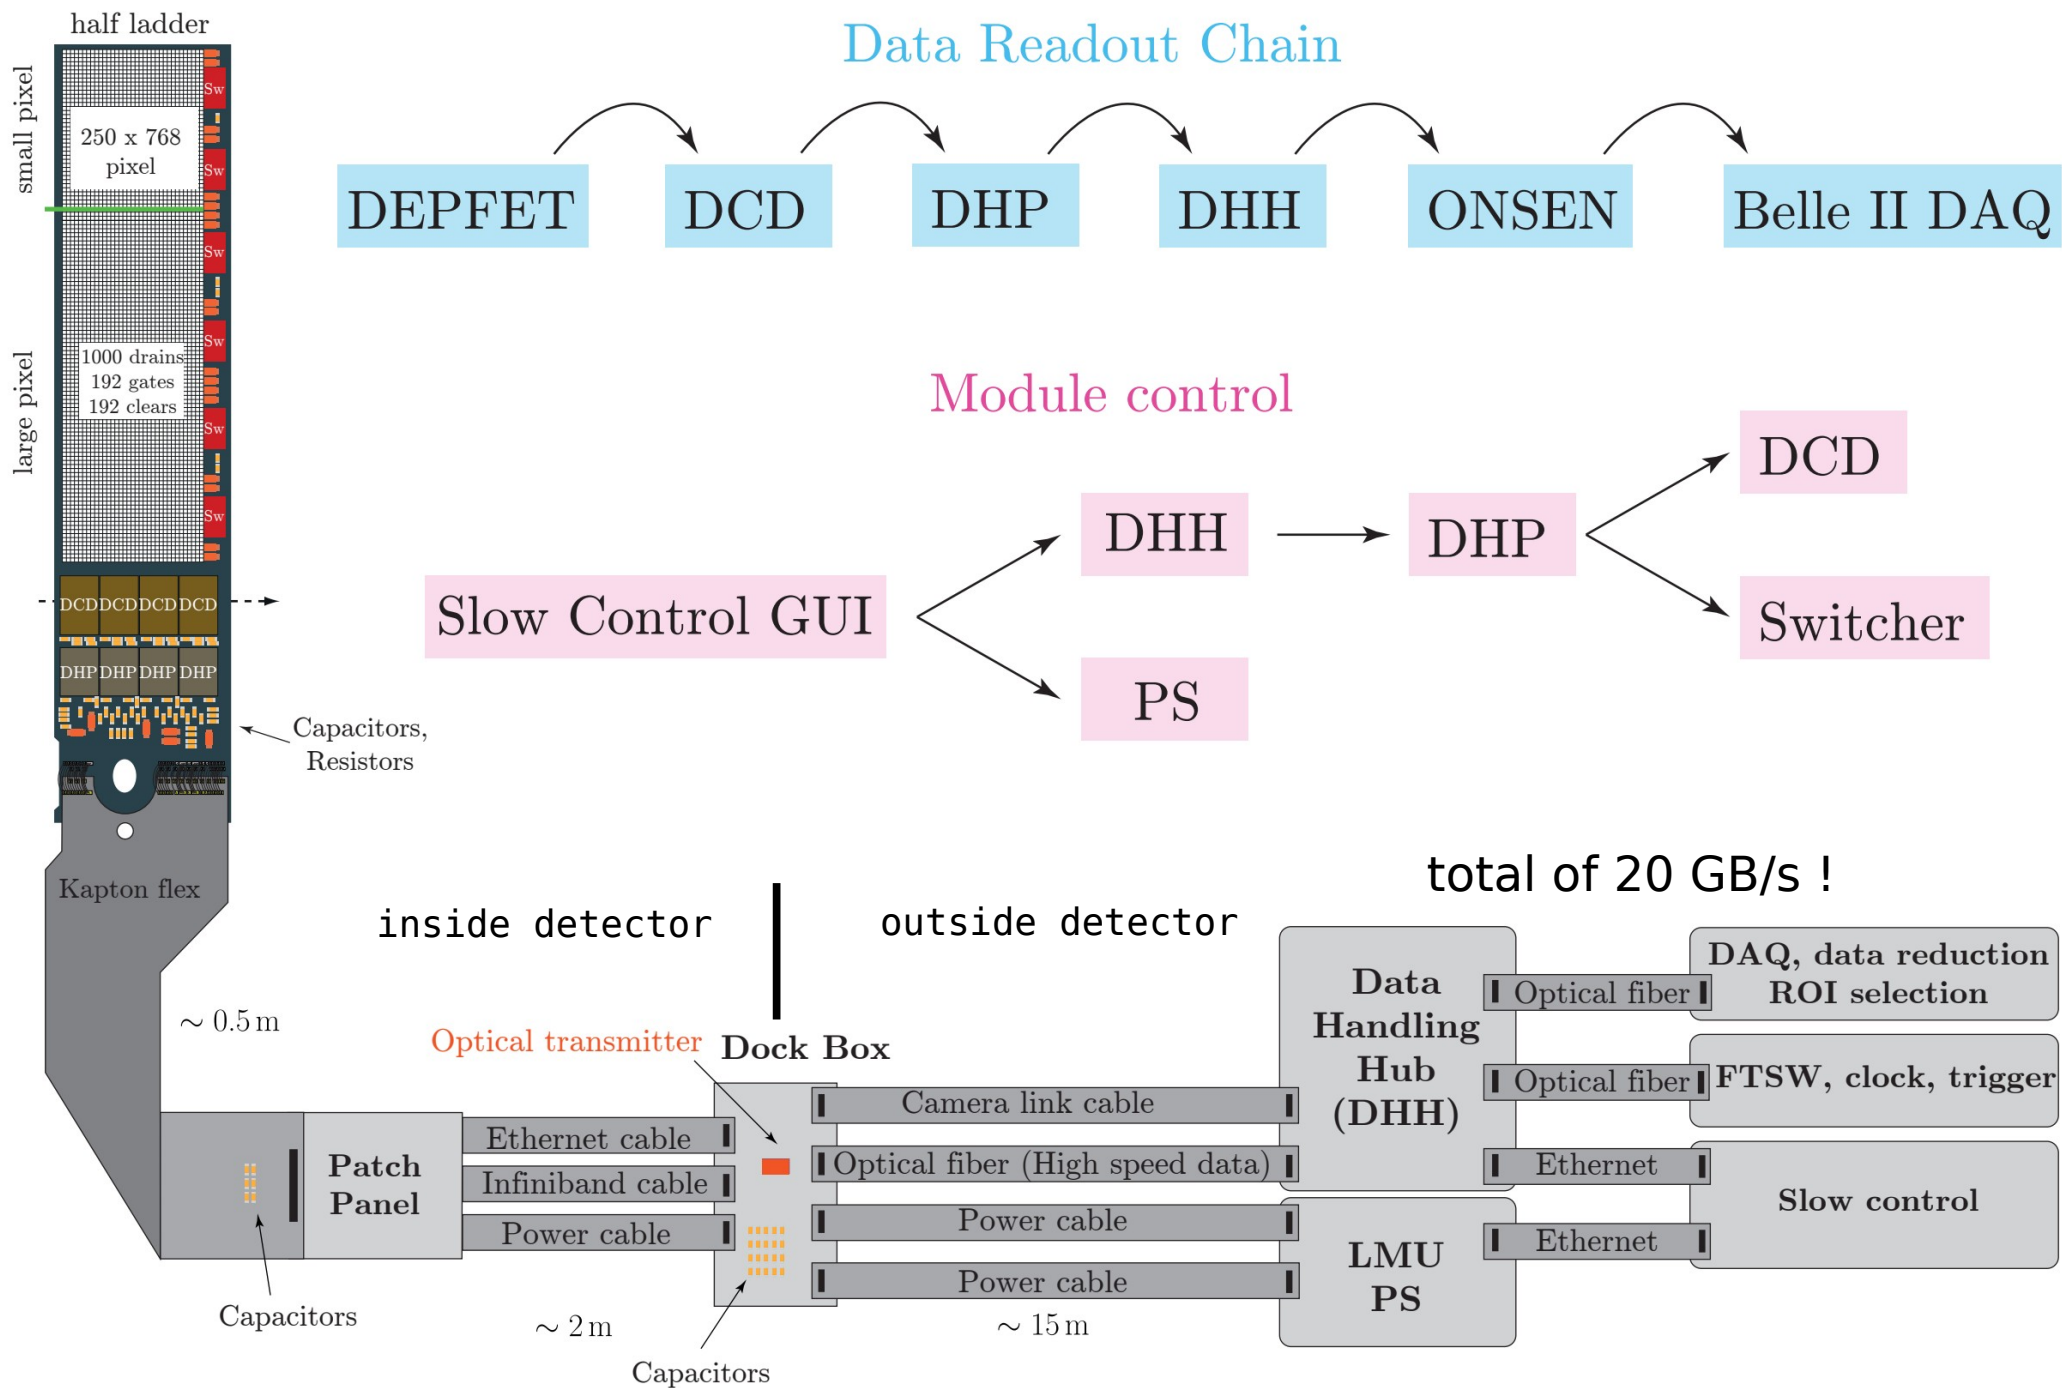 half ladder
small pixel
large pixel
250 x 768
pixel
1000 drains
192 gates
192 clears
Sw
Sw
Sw
Sw
Sw
Sw
DCD DCD DCD DCD
DHP DHP DHP DHP
Capacitors,
Resistors
Kapton flex
Data Readout Chain
DEPFET
DCD
DHP
DHH
ONSEN
Belle II DAQ
Module control
Slow Control GUI
DHH
PS
DHP
DCD
Switcher
total of 20 GB/s !
inside detector
outside detector
~ 0.5 m
Optical transmitter
Dock Box
Patch
Panel
Capacitors
Ethernet cable
Infiniband cable
Power cable
~ 2 m
Capacitors
Camera link cable
Optical fiber (High speed data)
Power cable
Power cable
~ 15 m
Data
Handling
Hub
(DHH)
LMU
PS
Optical fiber
Optical fiber
Ethernet
Ethernet
DAQ, data reduction
ROI selection
FTSW, clock, trigger
Slow control